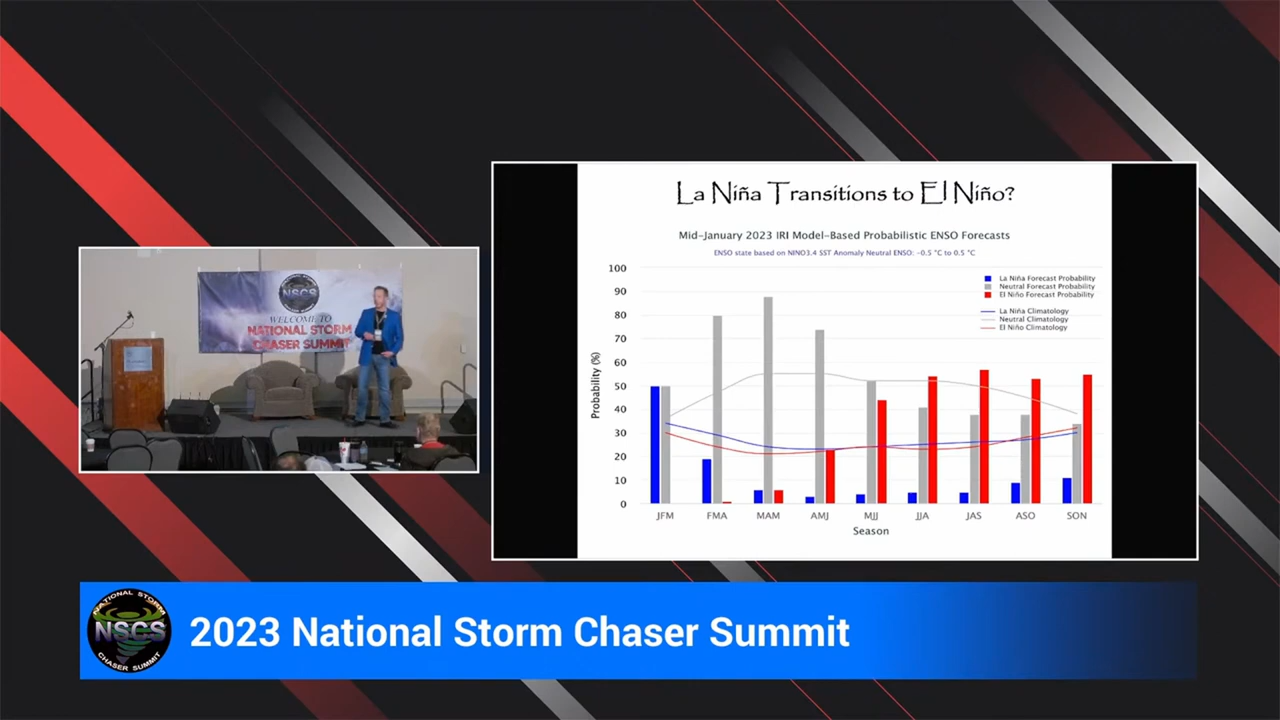 La Niña Transitions to El Niño?
Mid-January 2023 IRI Model-Based Probabilistic ENSO Forecasts
ENSO state based on NINO3.4 SST Anomaly Neutral ENSO: -0.5 °C to 0.5 °C
La Niña Forecast Probability
Neutral Forecast Probability
El Niño Forecast Probability
La Niña Climatology
Neutral Climatology
El Niño Climatology
Probability (%)
100
90
80
70
60
50
40
30
20
10
0
JFM FMA MAM AMJ MJJ JJA JAS ASO SON
Season
NSCS
WELCOME TO
NATIONAL STORM
CHASER SUMMIT
NATIONAL STORM
NSCS
CHASER SUMMIT
2023 National Storm Chaser Summit